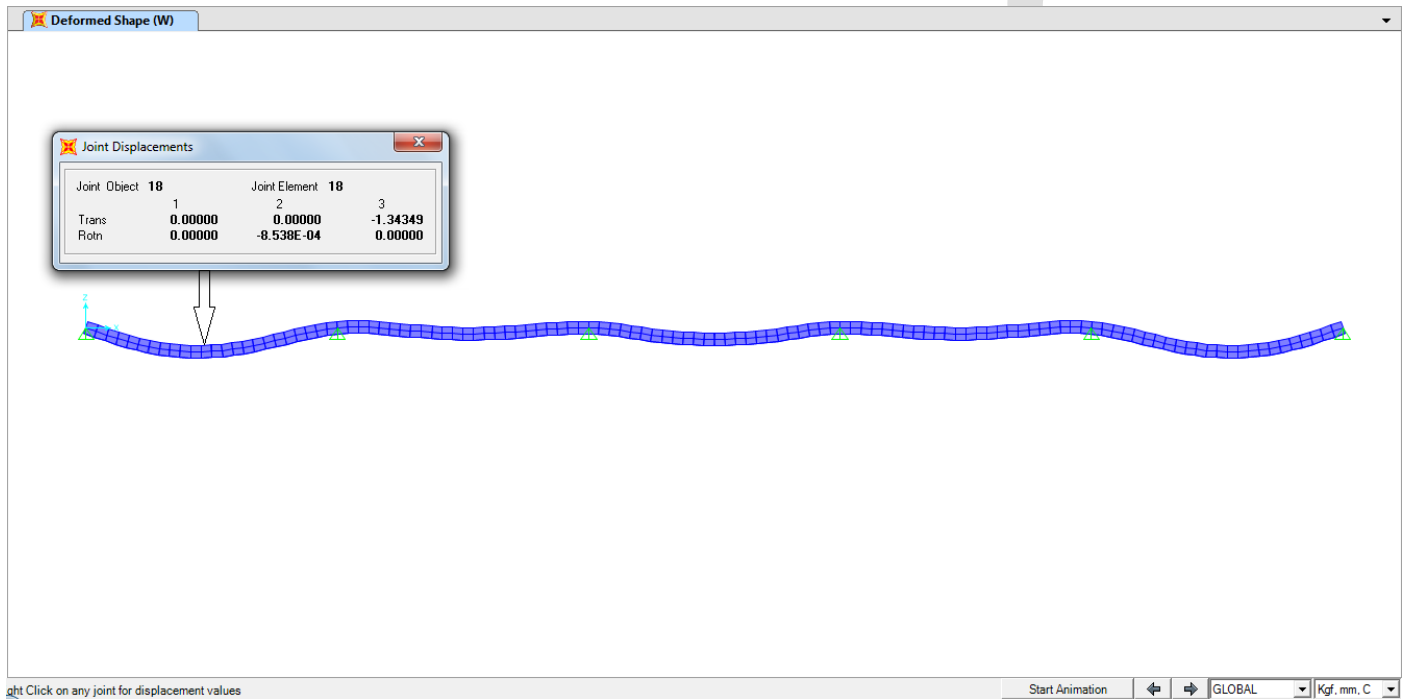 Deformed Shape (W)
Joint Displacements
Joint Object 18 Joint Element 18
1 2 3
Trans 0.00000 0.00000 -1.34349
Rotn 0.00000 -8.538E-04 0.00000
Z
X
ght Click on any joint for displacement values
Start Animation
GLOBAL
Kgf, mm, C